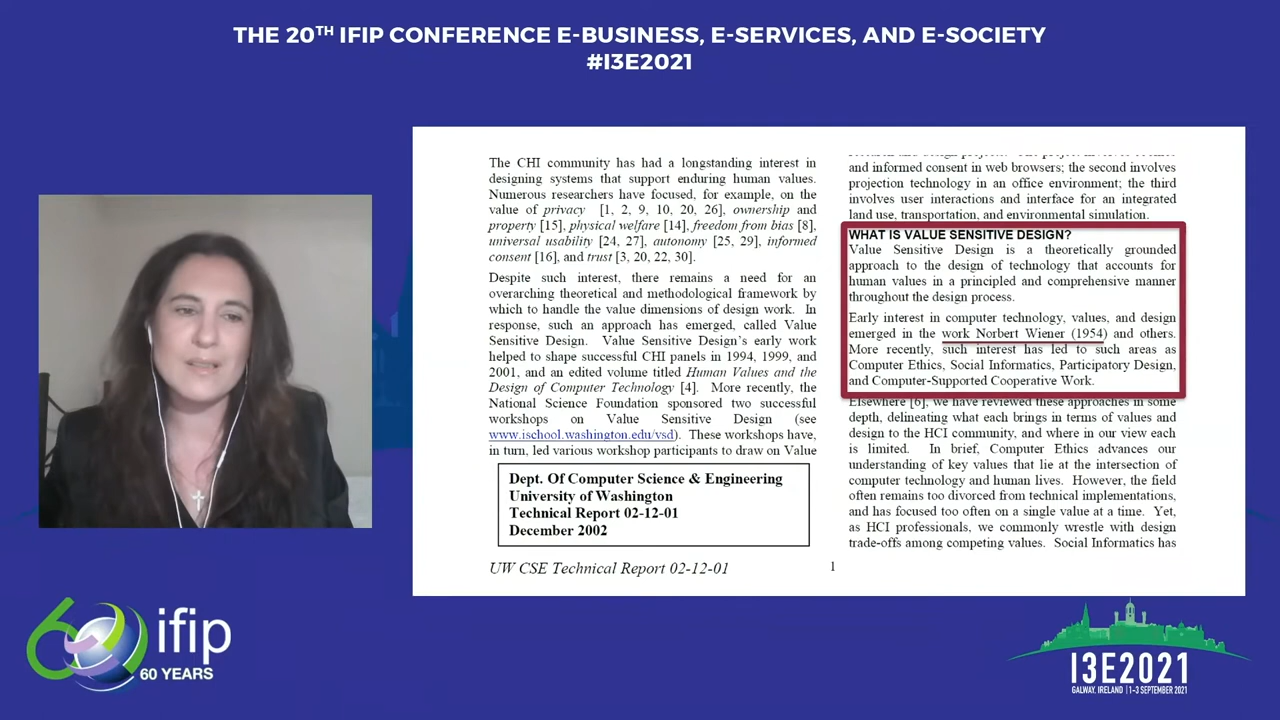 THE 20TH IFIP CONFERENCE E-BUSINESS, E-SERVICES, AND E-SOCIETY
#I3E2021
The CHI community has had a longstanding interest in
designing systems that support enduring human values.
Numerous researchers have focused, for example, on the
value of privacy [1, 2, 9, 10, 20, 26], ownership and
property [15], physical welfare [14], freedom from bias [8],
universal usability [24, 27], autonomy [25, 29], informed
consent [16], and trust [3, 20, 22, 30].
Despite such interest, there remains a need for an
overarching theoretical and methodological framework by
which to handle the value dimensions of design work. In
response, such an approach has emerged, called Value
Sensitive Design. Value Sensitive Design's early work
helped to shape successful CHI panels in 1994, 1999, and
2001, and an edited volume titled Human Values and the
Design of Computer Technology [4]. More recently, the
National Science Foundation sponsored two successful
workshops on Value Sensitive Design (see
www.ischool.washington.edu/vsd). These workshops have,
in turn, led various workshop participants to draw on Value
Dept. Of Computer Science & Engineering
University of Washington
Technical Report 02-12-01
December 2002
UW CSE Technical Report 02-12-01
1
and informed consent in web browsers; the second involves
projection technology in an office environment; the third
involves user interactions and interface for an integrated
land use, transportation, and environmental simulation.
WHAT IS VALUE SENSITIVE DESIGN?
Value Sensitive Design is a theoretically grounded
approach to the design of technology that accounts for
human values in a principled and comprehensive manner
throughout the design process.
Early interest in computer technology, values, and design
emerged in the work Norbert Wiener (1954) and others.
More recently, such interest has led to such areas as
Computer Ethics, Social Informatics, Participatory Design,
and Computer-Supported Cooperative Work.
Elsewhere [6], we have reviewed these approaches in some
depth, delineating what each brings in terms of values and
design to the HCI community, and where in our view each
is limited. In brief, Computer Ethics advances our
understanding of key values that lie at the intersection of
computer technology and human lives. However, the field
often remains too divorced from technical implementations,
and has focused too often on a single value at a time. Yet,
as HCI professionals, we commonly wrestle with design
trade-offs among competing values. Social Informatics has
60 ifip
60 YEARS
I3E2021
GALWAY, IRELAND | 1-3 SEPTEMBER 2021